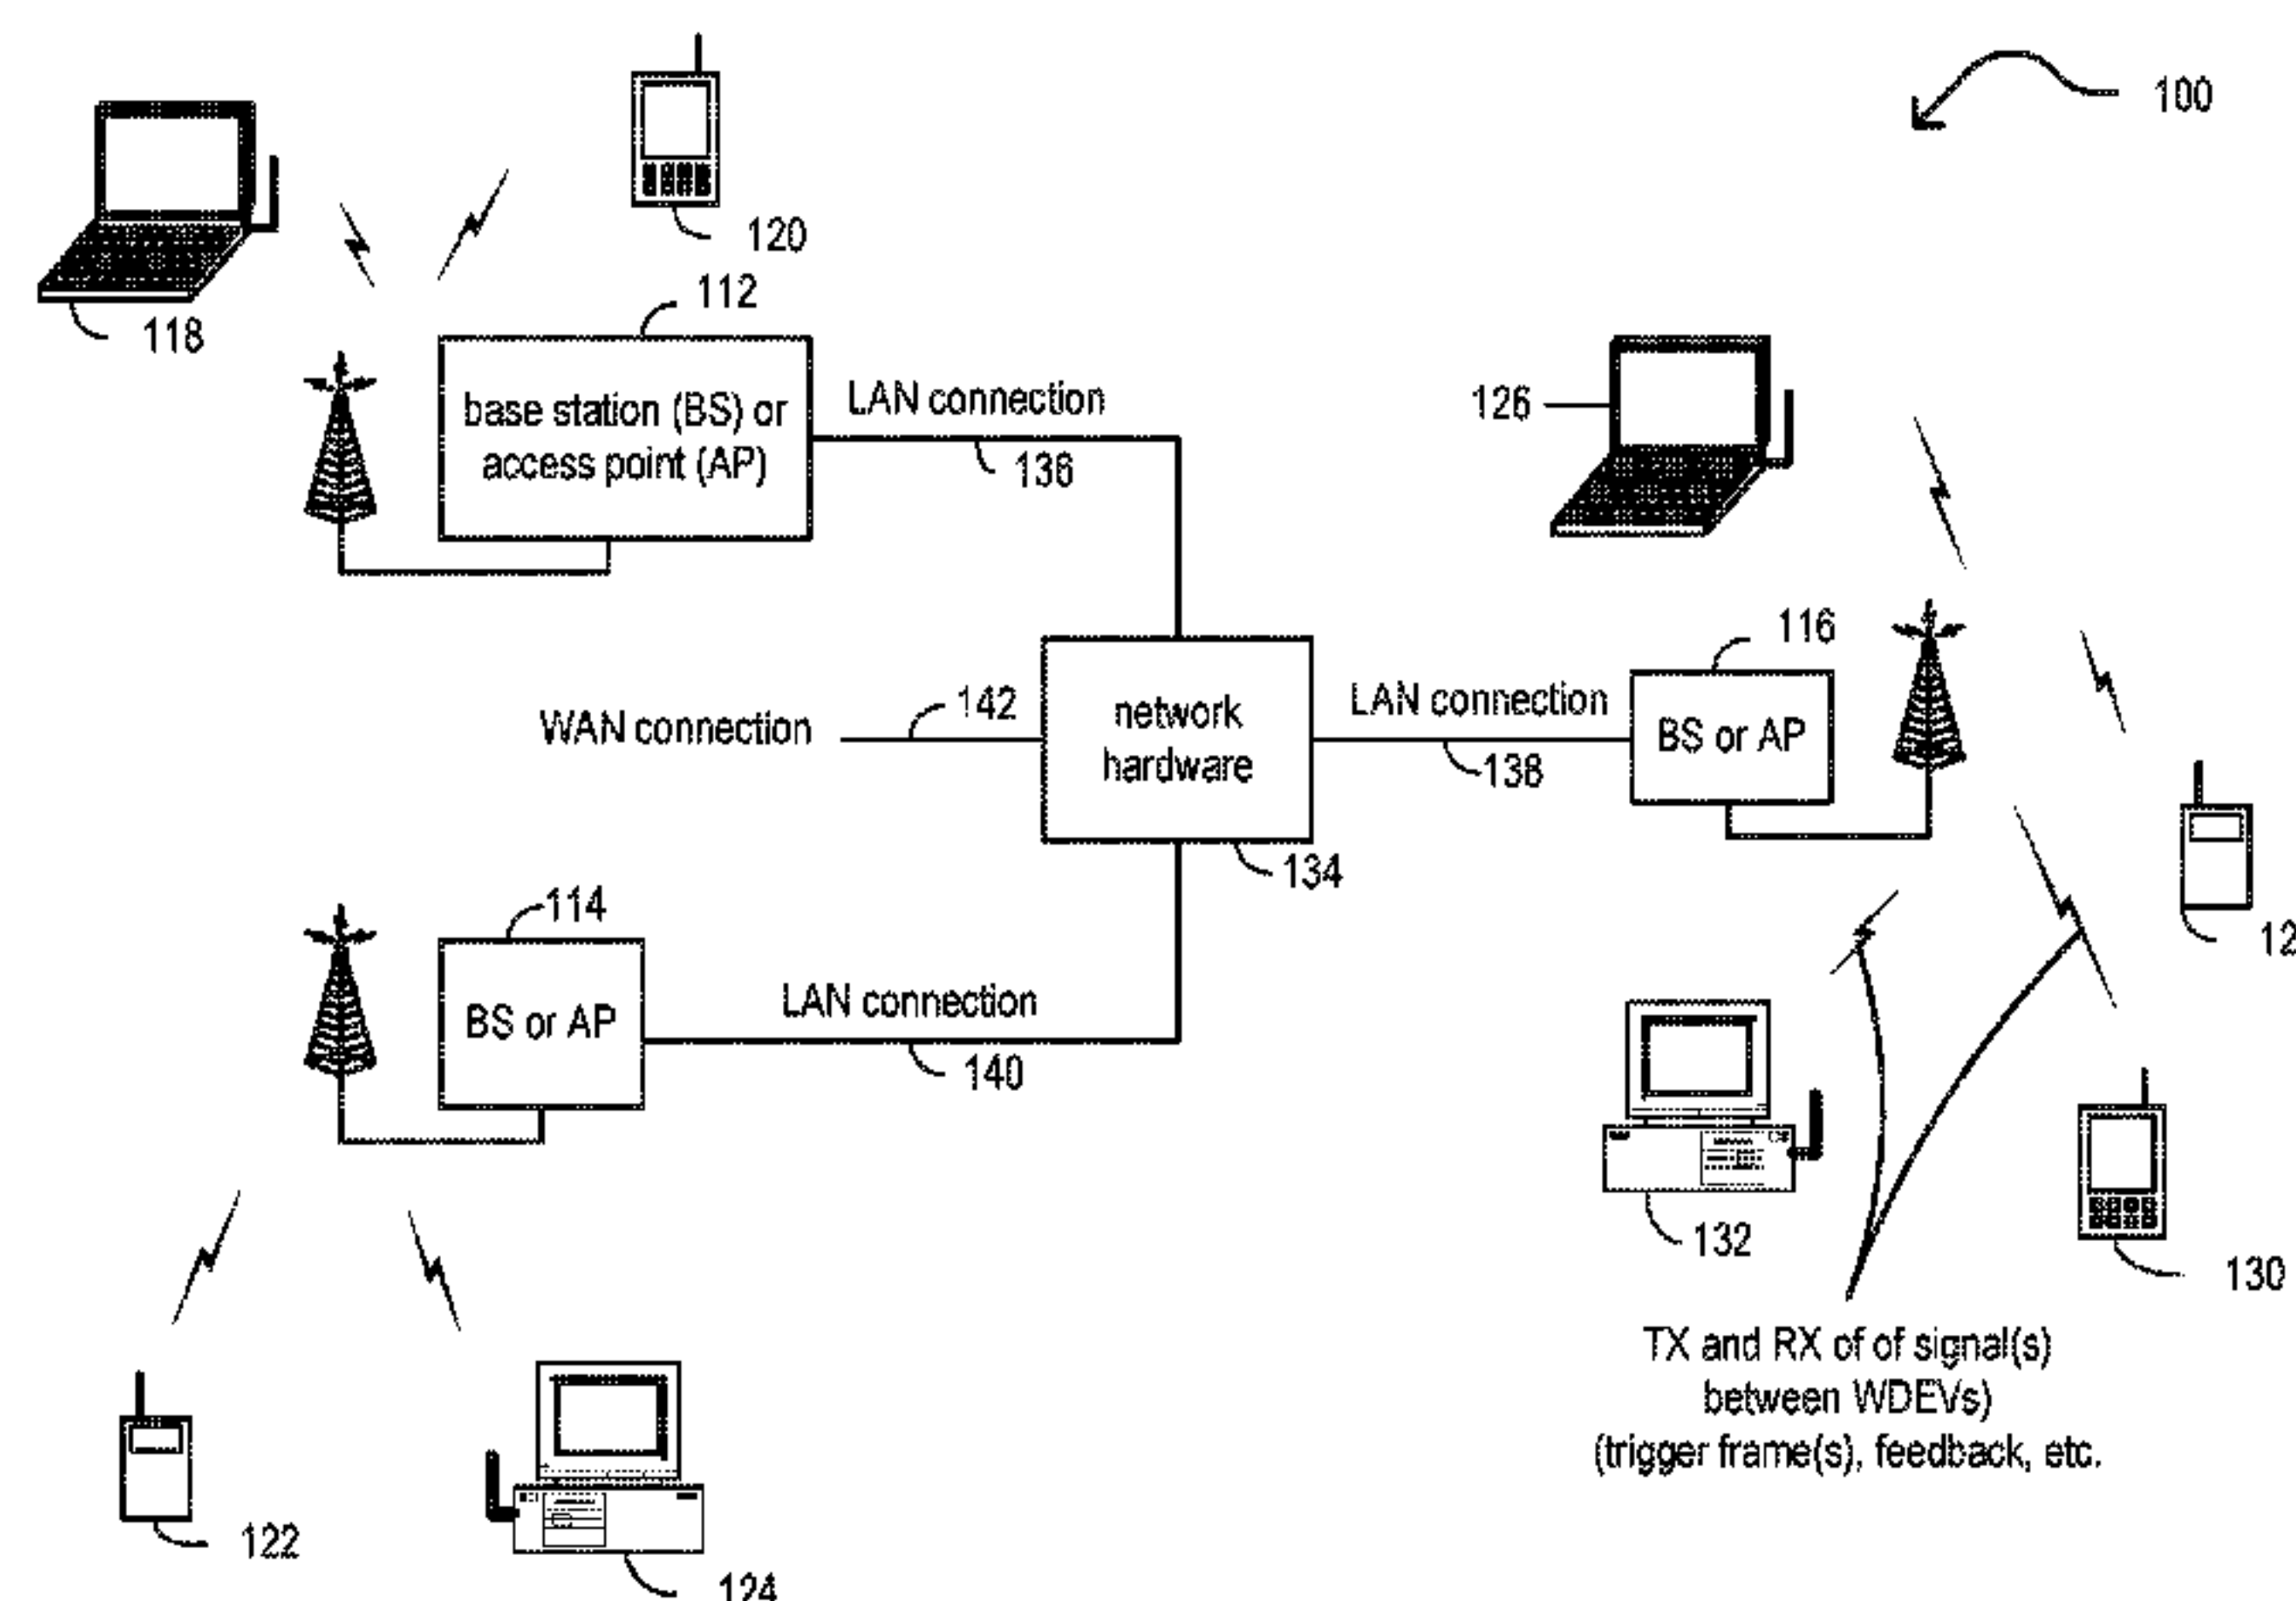 100
120
112
118
base station (BS) or
access point (AP)
LAN connection
136
126
116
142
WAN connection
network
hardware
LAN connection
138
BS or AP
134
114
BS or AP
LAN connection
140
132
130
TX and RX of of signal(s)
between WDEVs)
(trigger frame(s), feedback, etc.
122
124